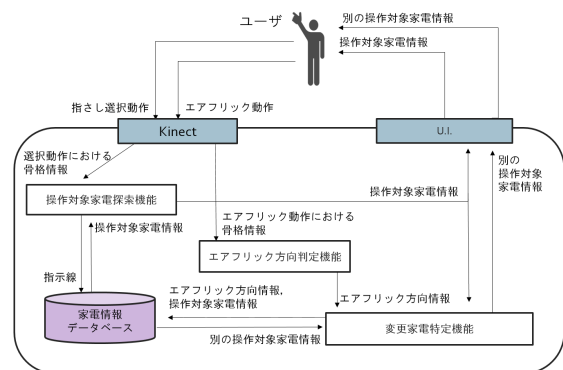 ユーザ
別の操作対象家電情報
操作対象家電情報
指さし選択動作
エアフリック動作
Kinect
U.I.
選択動作における
骨格情報
別の
操作対象
家電情報
操作対象家電探索機能
操作対象家電情報
操作対象家電情報
エアフリック動作における
骨格情報
エアフリック方向判定機能
指示線
エアフリック方向情報,
操作対象家電情報
エアフリック方向情報
家電情報
データベース
変更家電特定機能
別の操作対象家電情報